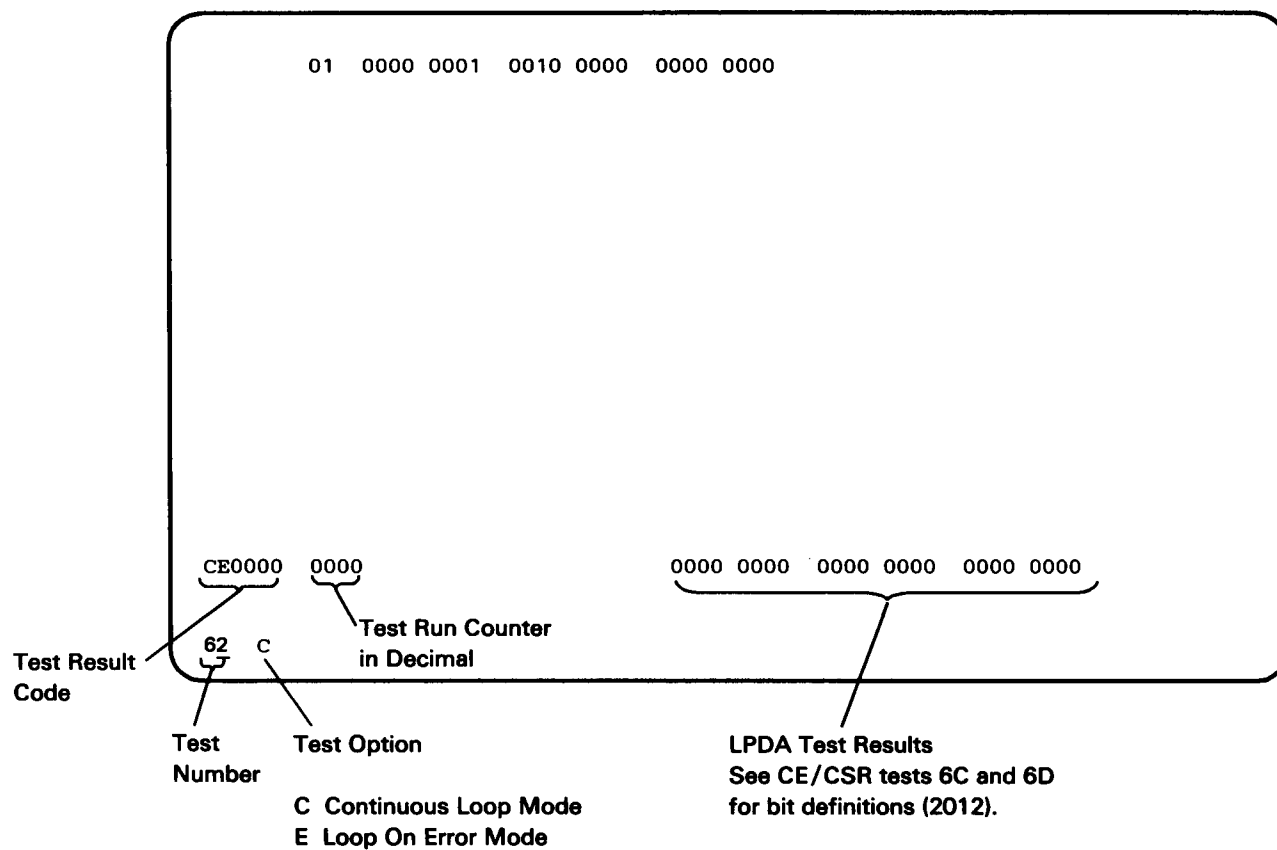 01 0000 0001 0010 0000 0000 0000
CE0000 0000 0000 0000 0000 0000 0000 0000
Test Run Counter
in Decimal
62 C
Test Result
Code
Test
Number
Test Option
C Continuous Loop Mode
E Loop On Error Mode
LPDA Test Results
See CE/CSR tests 6C and 6D
for bit definitions (2012).